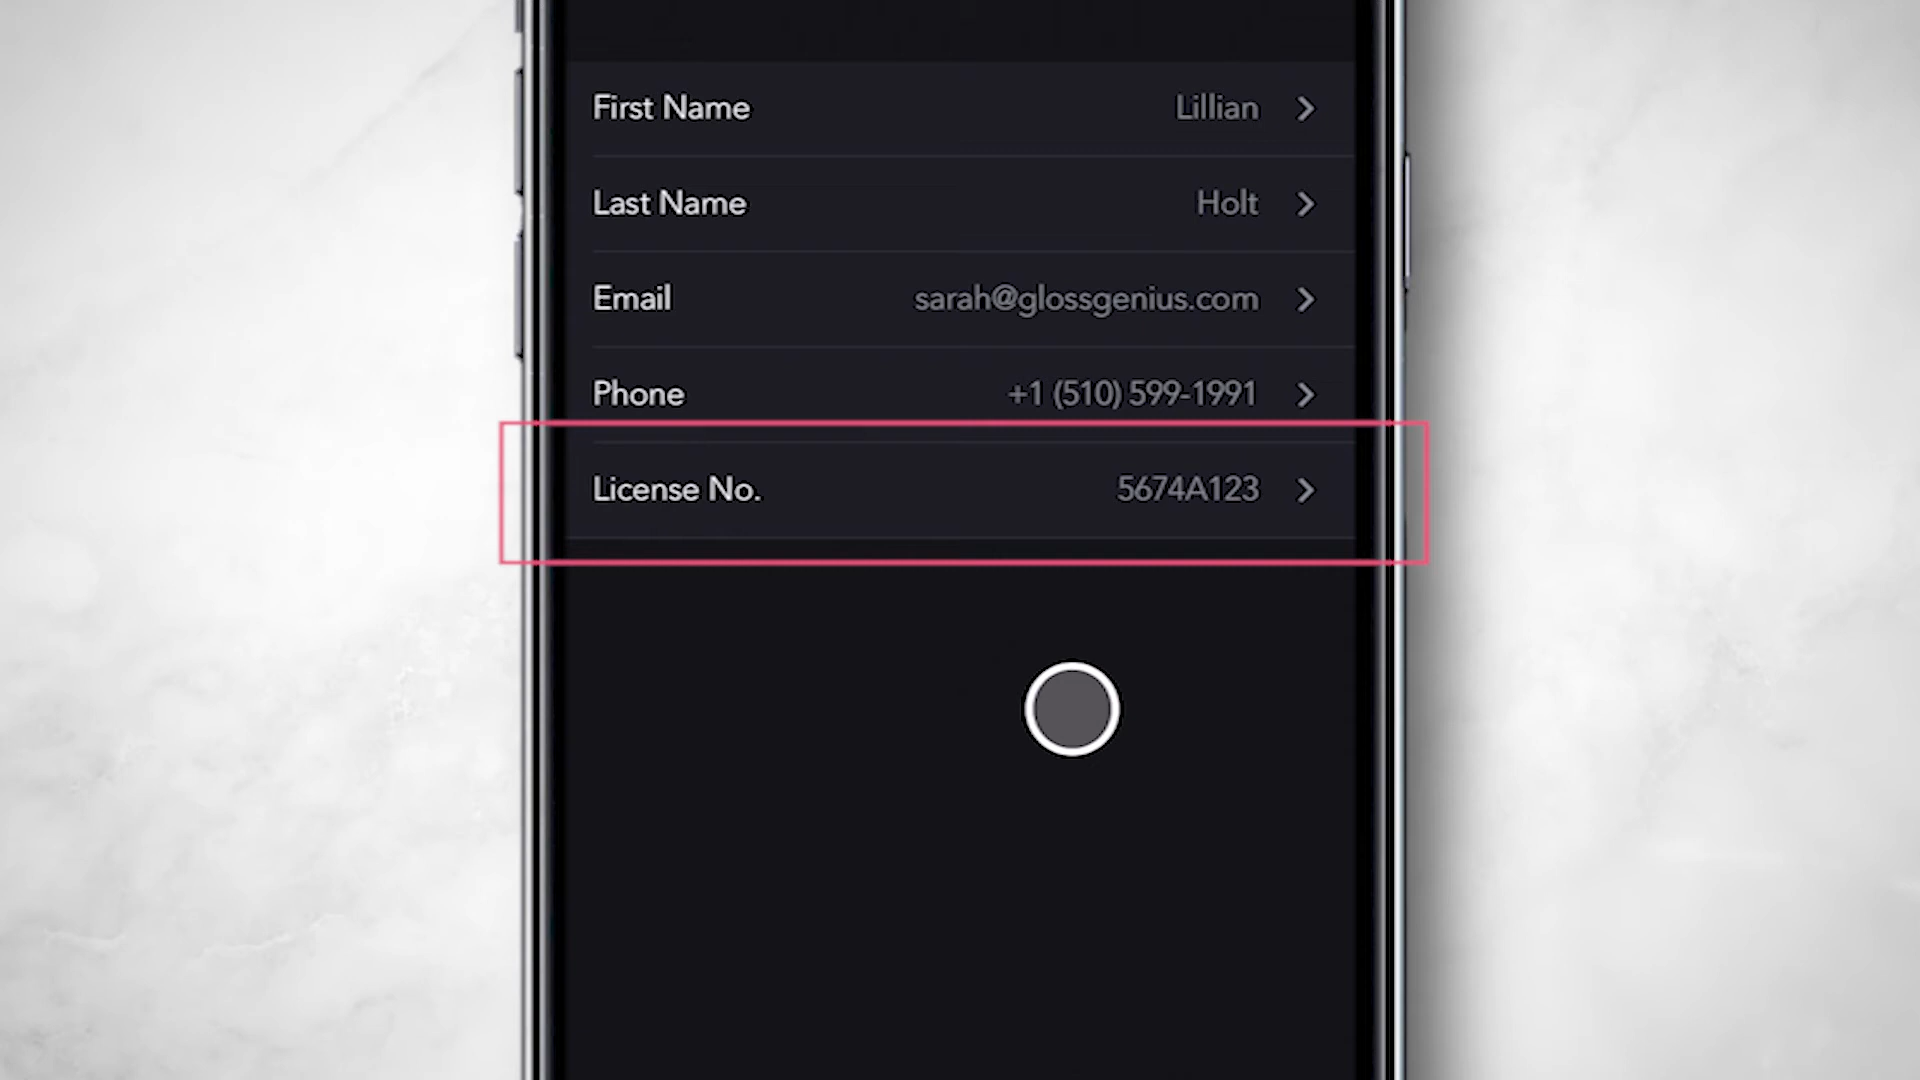 First Name Lillian
Last Name Holt
Email sarah@glossgenius.com
Phone +1 (510) 599-1991
License No. 5674A123